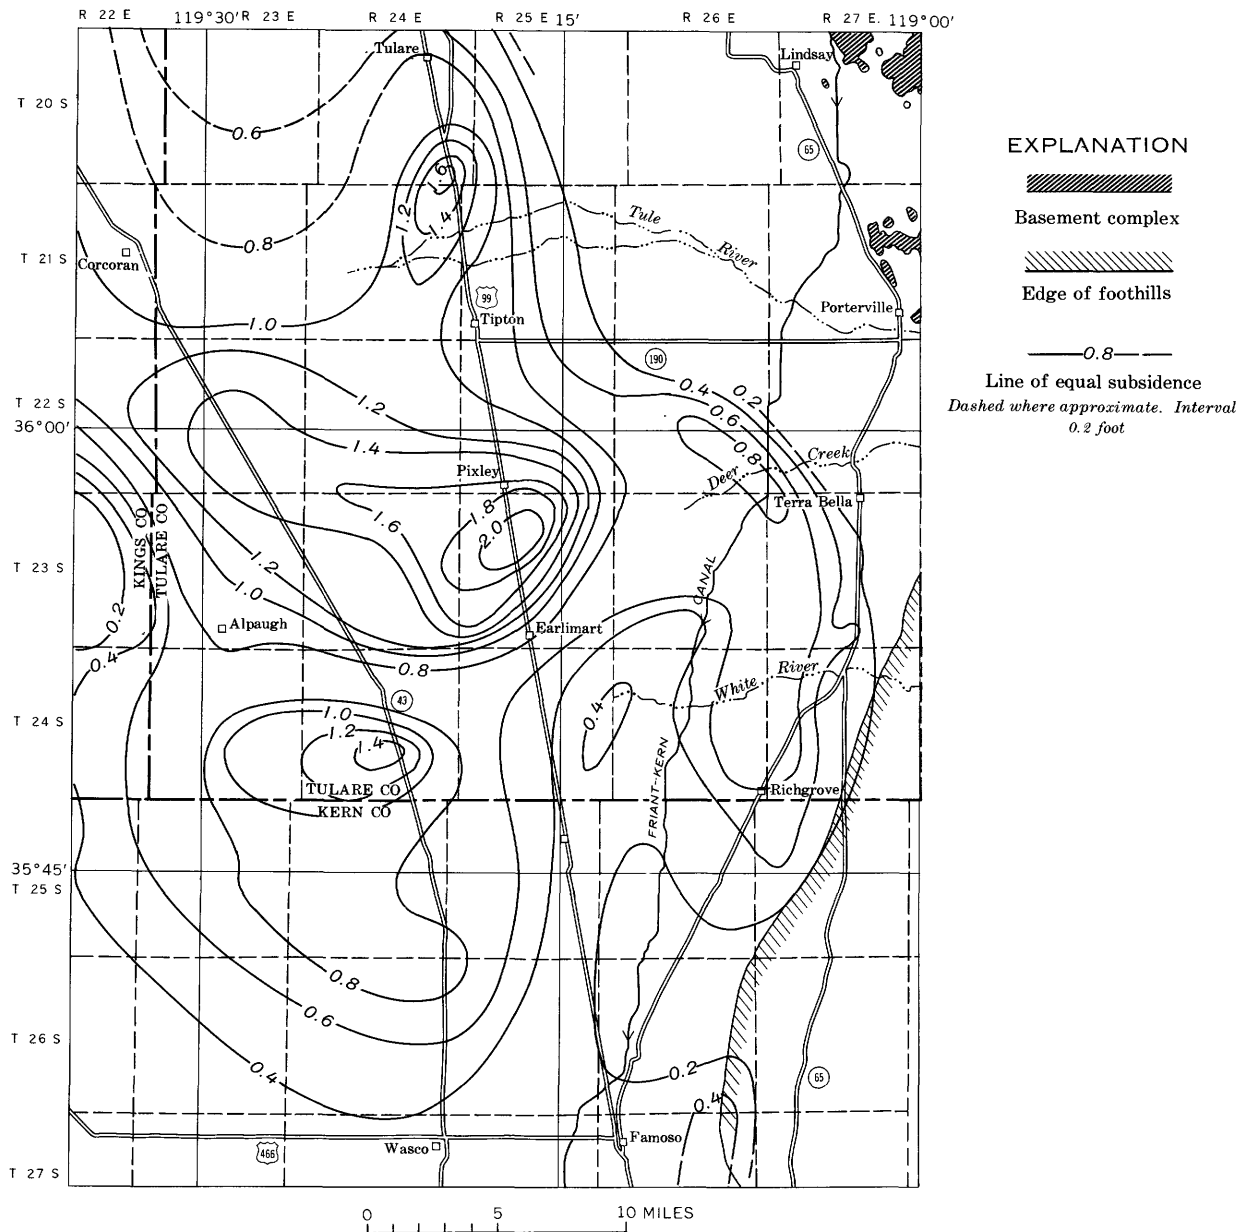 R 22 E 119°30' R 23 E R 24 E R 25 E 15' R 26 E R 27 E. 119°00'
Tulare
Lindsay
T 20 S
0.6
65
EXPLANATION
1.6
Basement complex
1.2
1.4
Tule
0.8
River
T 21 S
Corcoran
Edge of foothills
99
Porterville
1.0
Tipton
190
0.8
Line of equal subsidence
Dashed where approximate. Interval
0.2 foot
0.4
0.2
T 22 S
1.2
0.6
36°00'
1.4
0.8
Creek
Pixley
Deer
Terra Bella
1.8
1.6
KINGS CO
TULARE CO
2.0
T 23 S
1.2
CANAL
1.0
0.2
Alpaugh
Earlimart
0.4
0.8
River
White
43
1.0
0.4
T 24 S
1.2
1.4
FRIANT-KERN
TULARE CO
KERN CO
Richgrove
35°45'
T 25 S
0.8
0.6
T 26 S
0.4
0.2
65
0.4
Famoso
Wasco
466
T 27 S
0 5 10 MILES